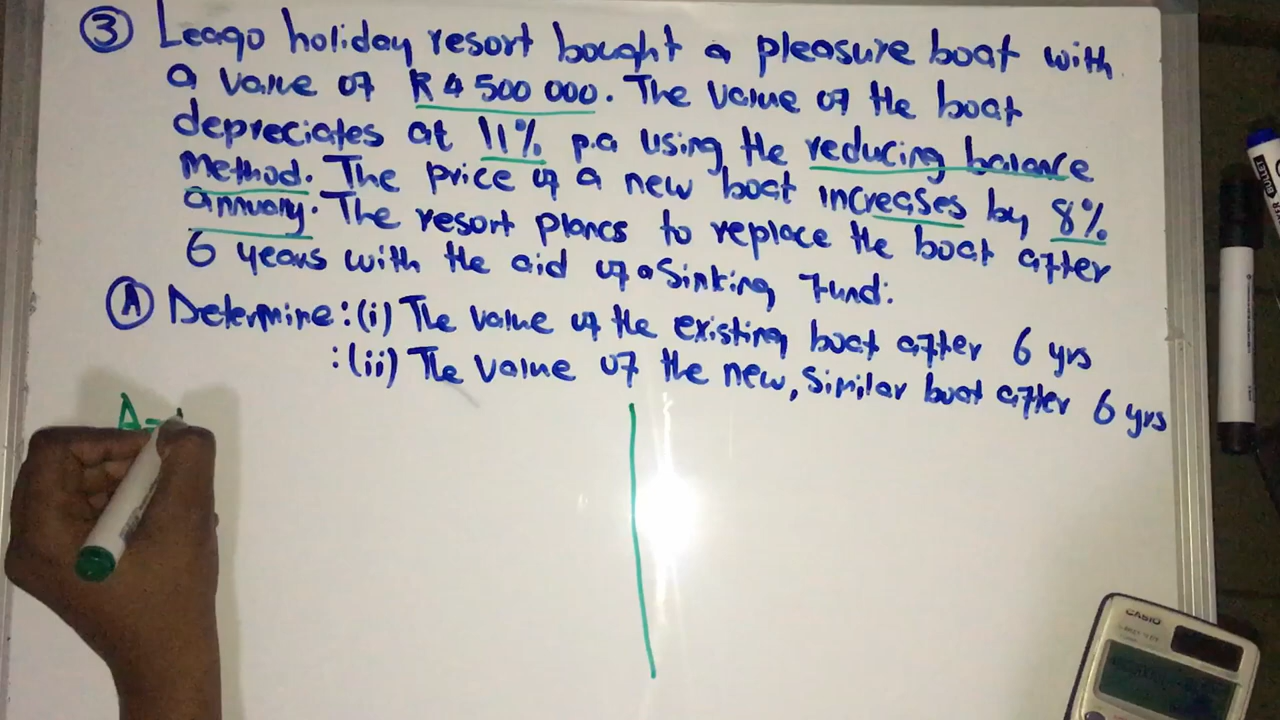 ③ Leago holiday resort bought a pleasure boat with
a value of R4 500 000. The value of the boat
depreciates at 11% p.a using the reducing balance
method. The price of a new boat increases by 8%
annually. The resort plans to replace the boat after
6 years with the aid of a sinking fund:
Ⓐ Determine: (i) The value of the existing boat after 6 yrs
: (ii) The value of the new, similar boat after 6 yrs
A=
CASIO
BULLET